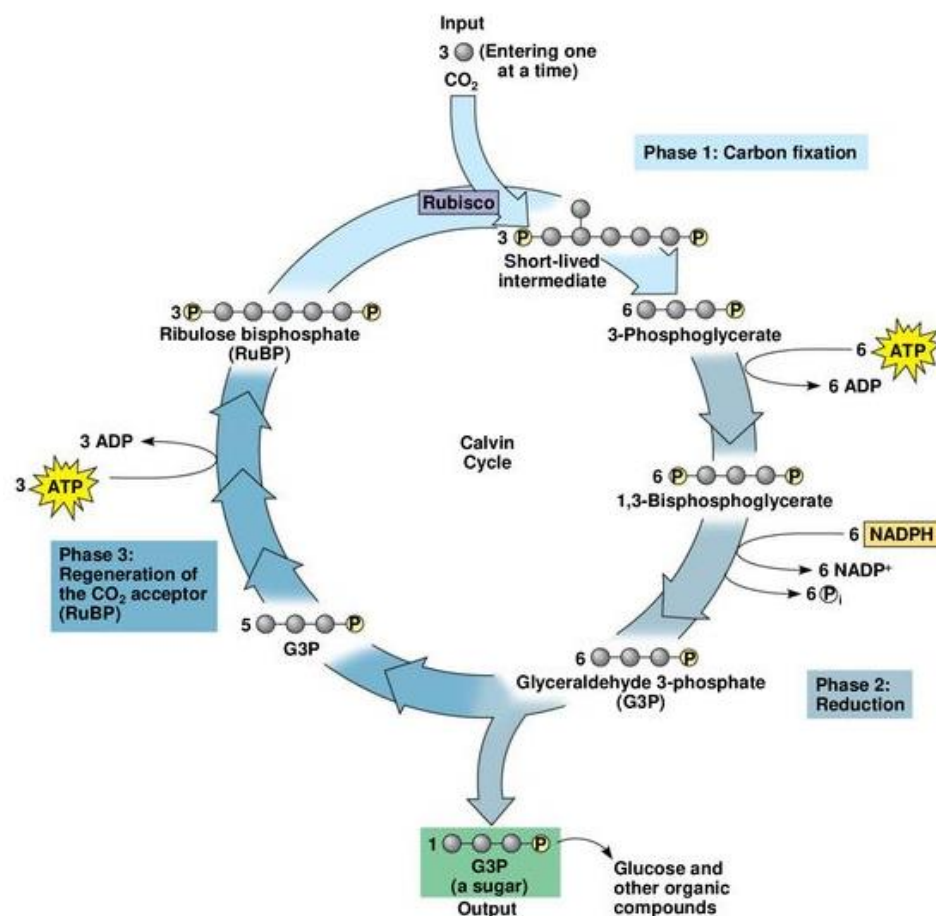 Input
3 (Entering one
at a time)
CO₂
Phase 1: Carbon fixation
Rubisco
3 P P
Short-lived
intermediate
3 P P
Ribulose bisphosphate
(RuBP)
6 P
3-Phosphoglycerate
6 ATP
6 ADP
Calvin
Cycle
3 ADP
3 ATP
6 P P
1,3-Bisphosphoglycerate
6 NADPH
6 NADP⁺
6 Pᵢ
Phase 3:
Regeneration of
the CO₂ acceptor
(RuBP)
5 P
G3P
6 P
Glyceraldehyde 3-phosphate
(G3P)
Phase 2:
Reduction
1 P
G3P
(a sugar)
Output
Glucose and
other organic
compounds